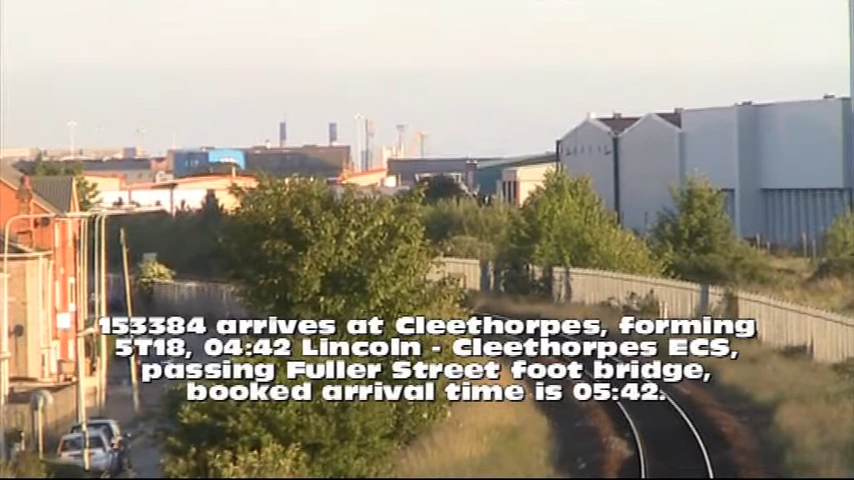 153384 arrives at Cleethorpes, forming
5T18, 04:42 Lincoln - Cleethorpes ECS,
passing Fuller Street foot bridge,
booked arrival time is 05:42.